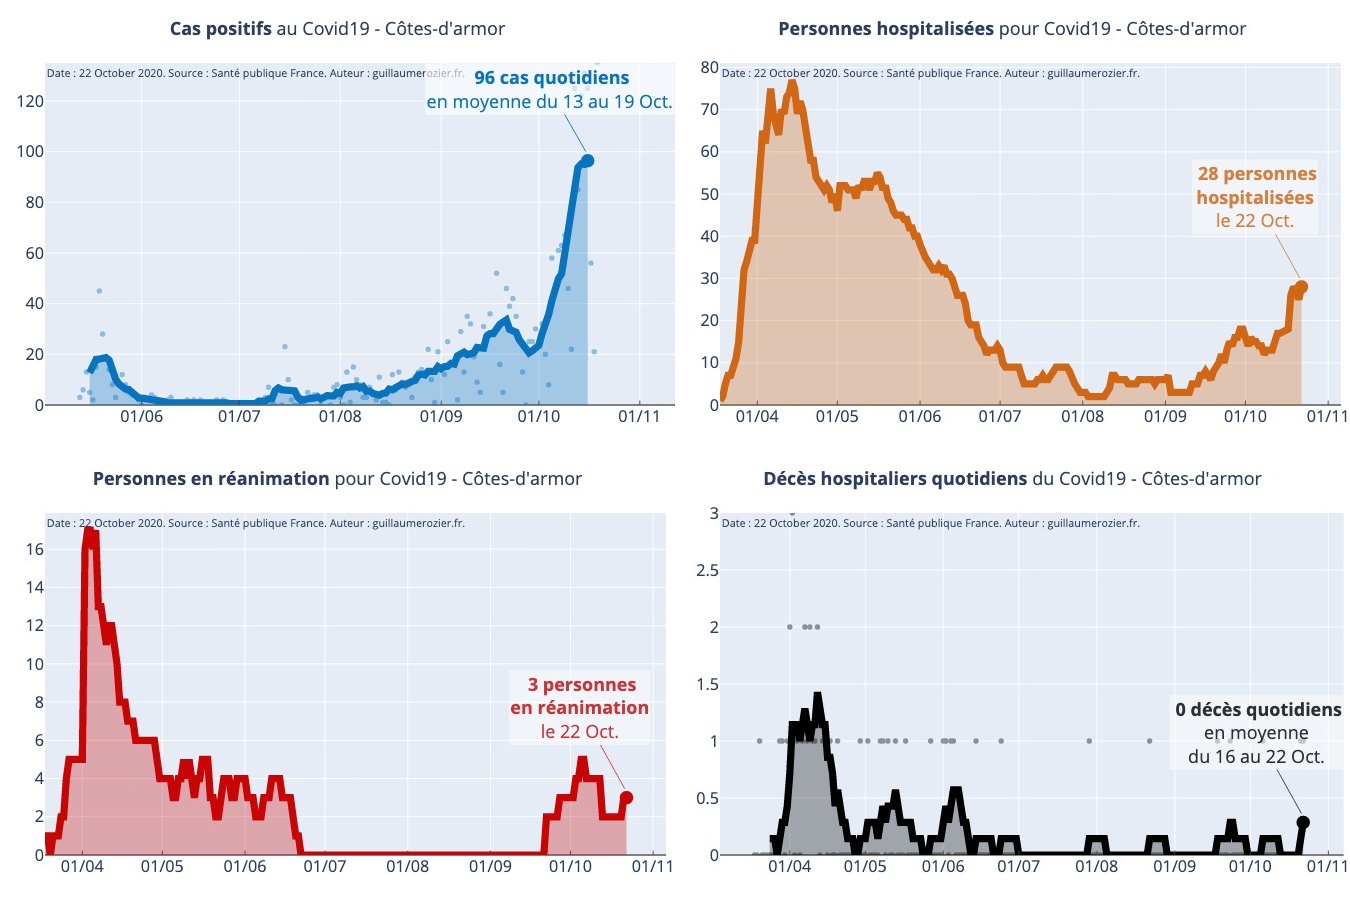 Cas positifs au Covid19 - Côtes-d'armor
Date : 22 October 2020. Source : Santé publique France. Auteur : guillaumerozier.fr.
96 cas quotidiens
en moyenne du 13 au 19 Oct.
120
100
80
60
40
20
0
01/06 01/07 01/08 01/09 01/10 01/11
Personnes hospitalisées pour Covid19 - Côtes-d'armor
Date : 22 October 2020. Source : Santé publique France. Auteur : guillaumerozier.fr.
28 personnes
hospitalisées
le 22 Oct.
80
70
60
50
40
30
20
10
0
01/04 01/05 01/06 01/07 01/08 01/09 01/10 01/11
Personnes en réanimation pour Covid19 - Côtes-d'armor
Date : 22 October 2020. Source : Santé publique France. Auteur : guillaumerozier.fr.
3 personnes
en réanimation
le 22 Oct.
16
14
12
10
8
6
4
2
0
01/04 01/05 01/06 01/07 01/08 01/09 01/10 01/11
Décès hospitaliers quotidiens du Covid19 - Côtes-d'armor
Date : 22 October 2020. Source : Santé publique France. Auteur : guillaumerozier.fr.
0 décès quotidiens
en moyenne
du 16 au 22 Oct.
3
2.5
2
1.5
1
0.5
0
01/04 01/05 01/06 01/07 01/08 01/09 01/10 01/11